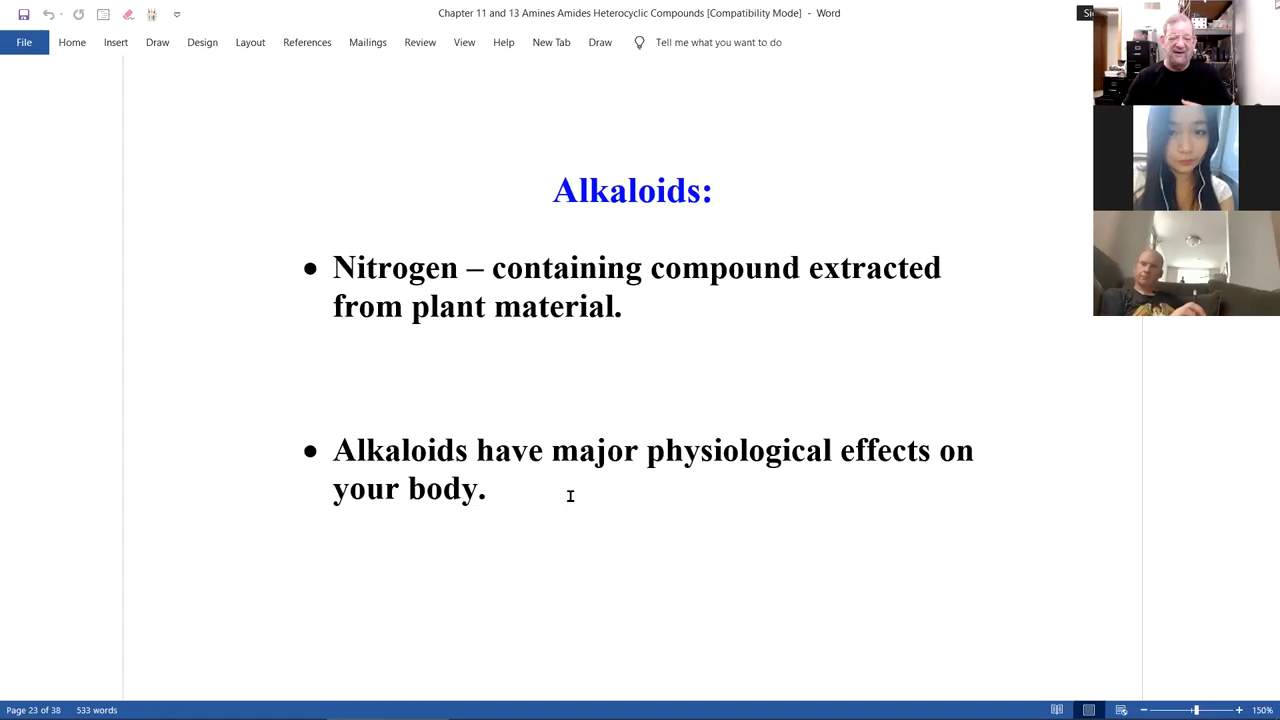 Chapter 11 and 13 Amines Amides Heterocyclic Compounds [Compatibility Mode] - Word
File Home Insert Draw Design Layout References Mailings Review View Help New Tab Draw Tell me what you want to do
Alkaloids:
• Nitrogen – containing compound extracted
from plant material.
• Alkaloids have major physiological effects on
your body.
Page 23 of 38 533 words 150%